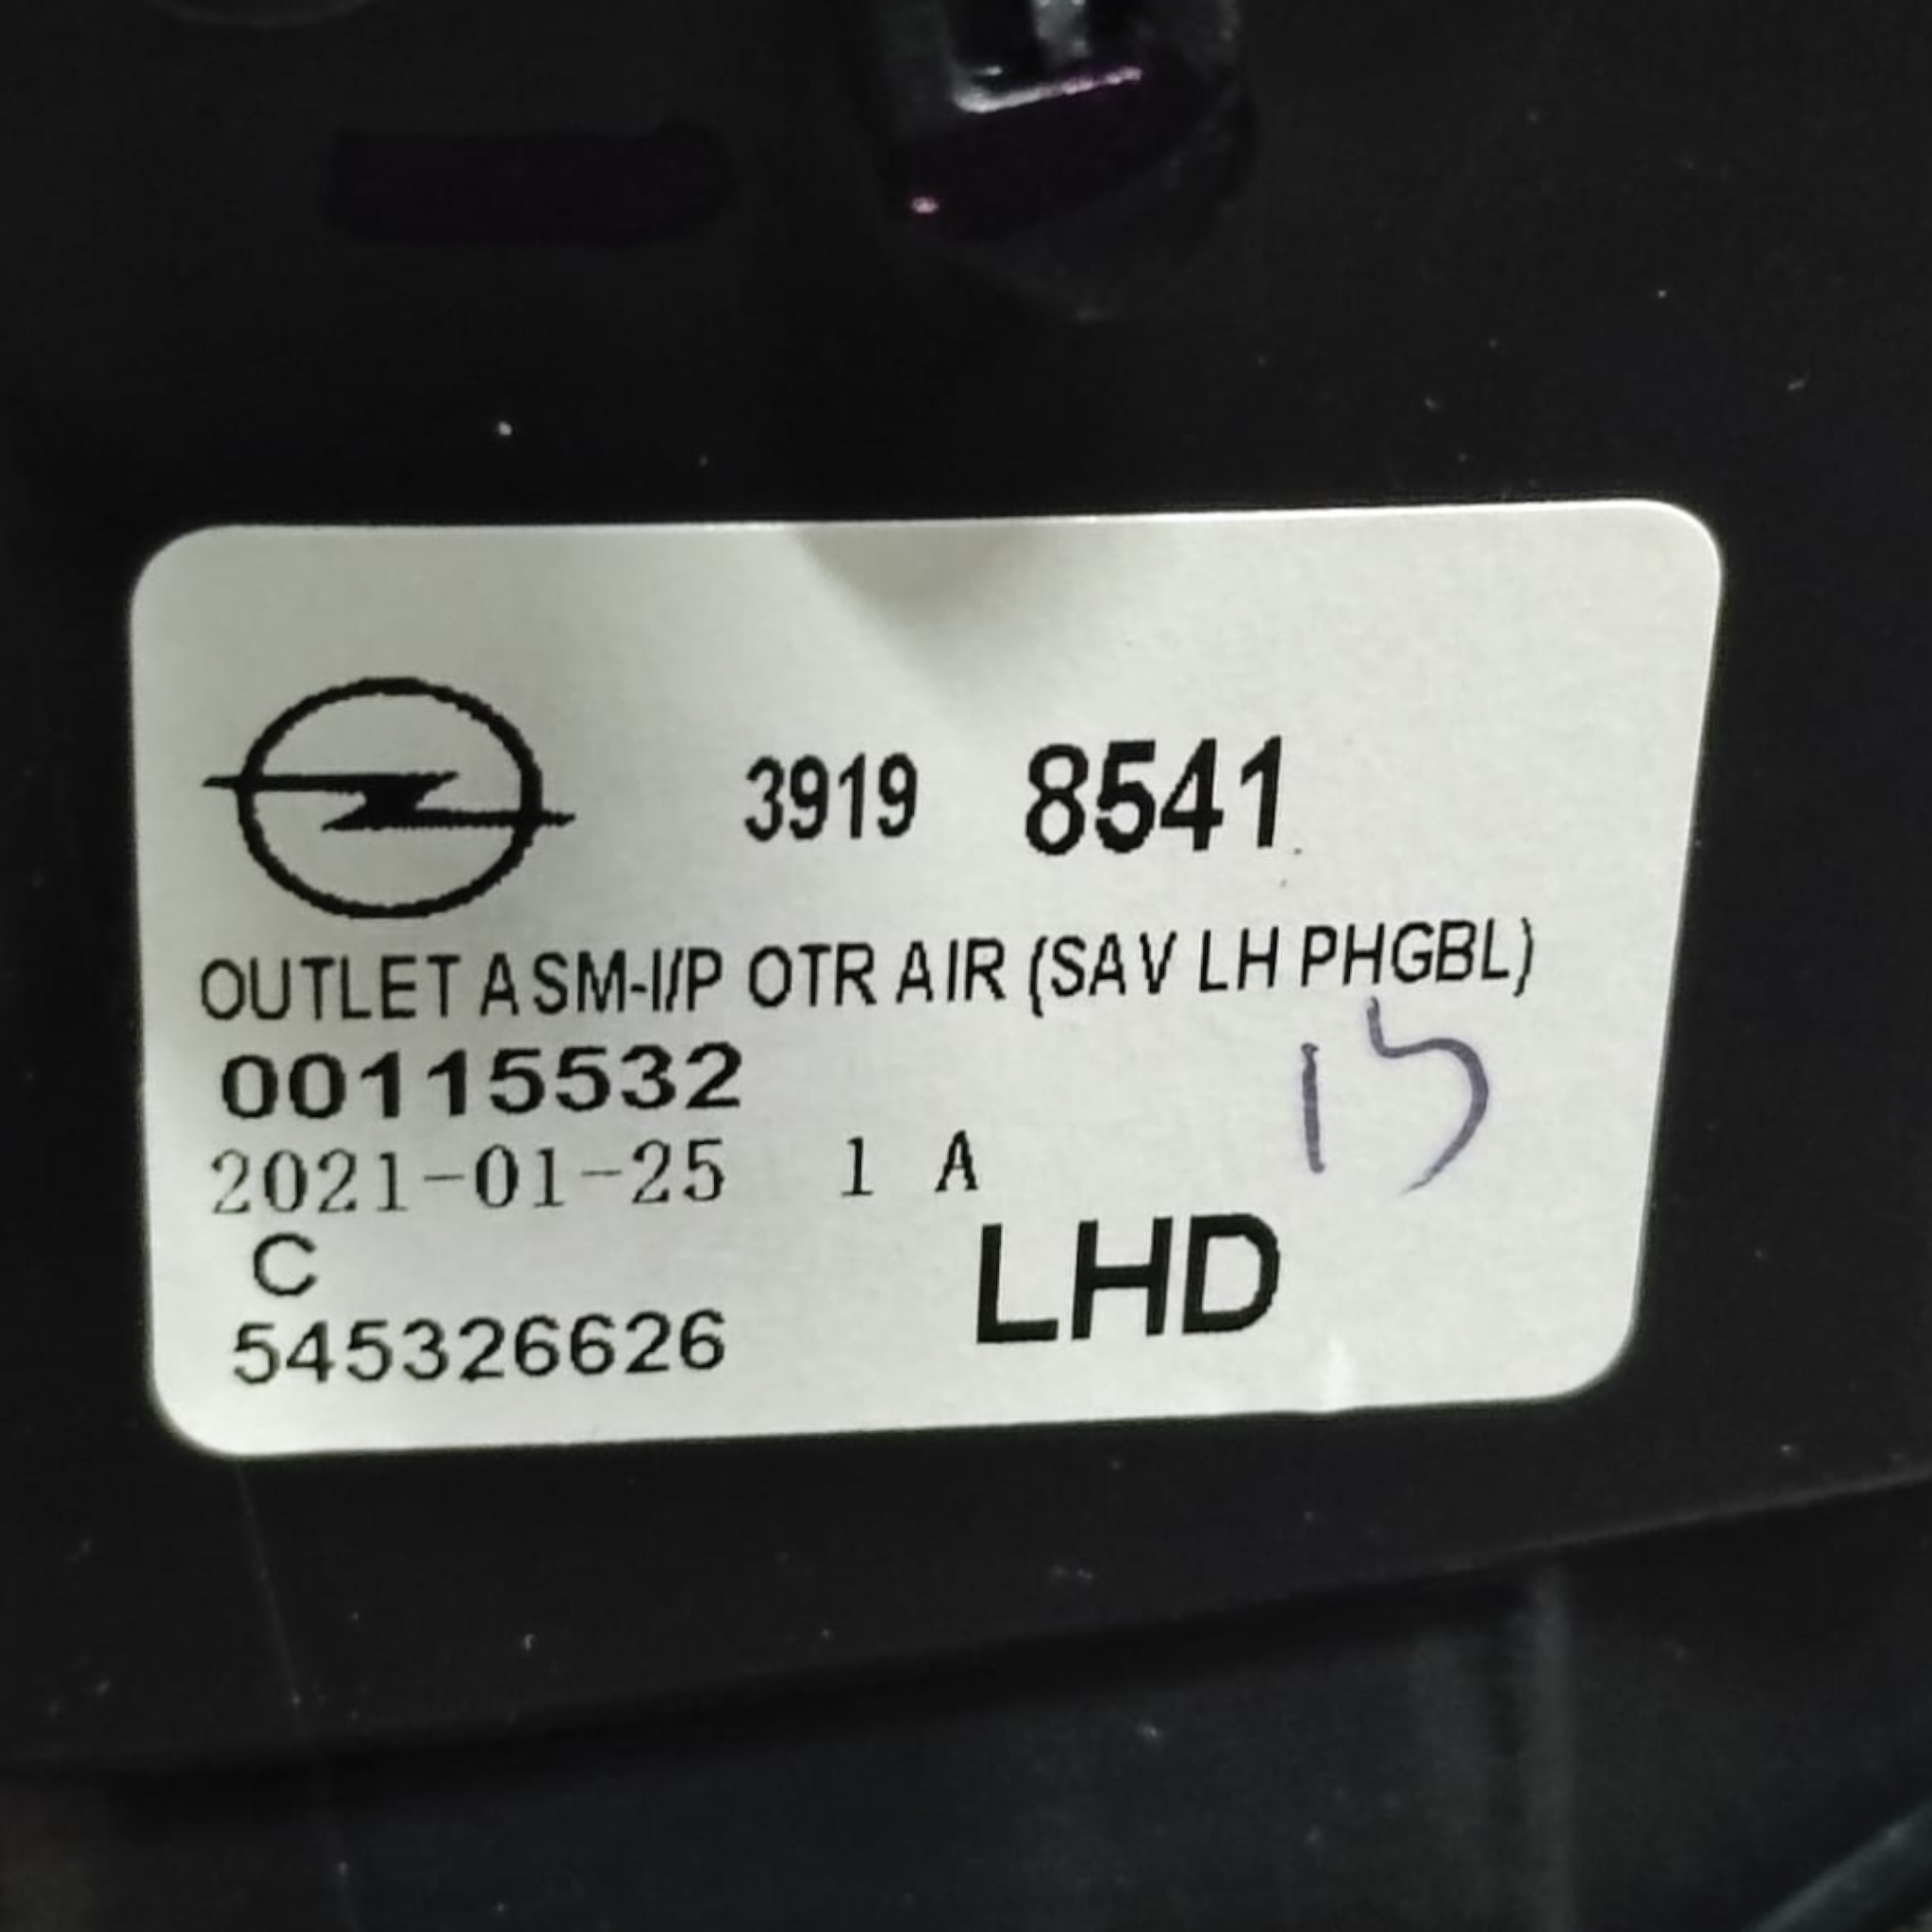 3919 8541
OUTLET ASM-I/P OTR AIR (SAV LH PHGBL)
00115532
15
2021-01-25 1 A
C
LHD
545326626